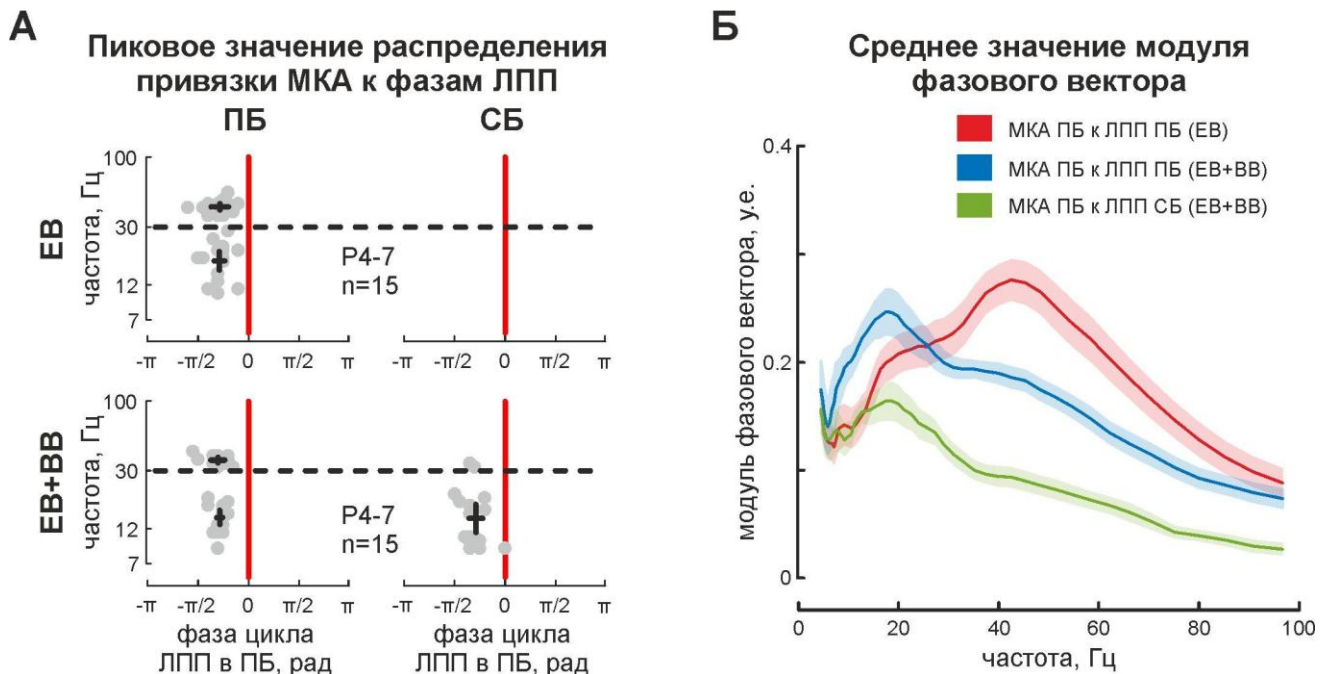 А
Пиковое значение распределения
привязки МКА к фазам ЛПП
ПБ
СБ
ЕВ
частота, Гц
100
30
12
7
P4-7
n=15
-π -π/2 0 π/2 π
-π -π/2 0 π/2 π
ЕВ+ВВ
частота, Гц
100
30
12
7
P4-7
n=15
-π -π/2 0 π/2 π
фаза цикла
ЛПП в ПБ, рад
-π -π/2 0 π/2 π
фаза цикла
ЛПП в ПБ, рад
Б
Среднее значение модуля
фазового вектора
МКА ПБ к ЛПП ПБ (ЕВ)
МКА ПБ к ЛПП ПБ (ЕВ+ВВ)
МКА ПБ к ЛПП СБ (ЕВ+ВВ)
модуль фазового вектора, у.е.
0.4
0.2
0
0 20 40 60 80 100
частота, Гц